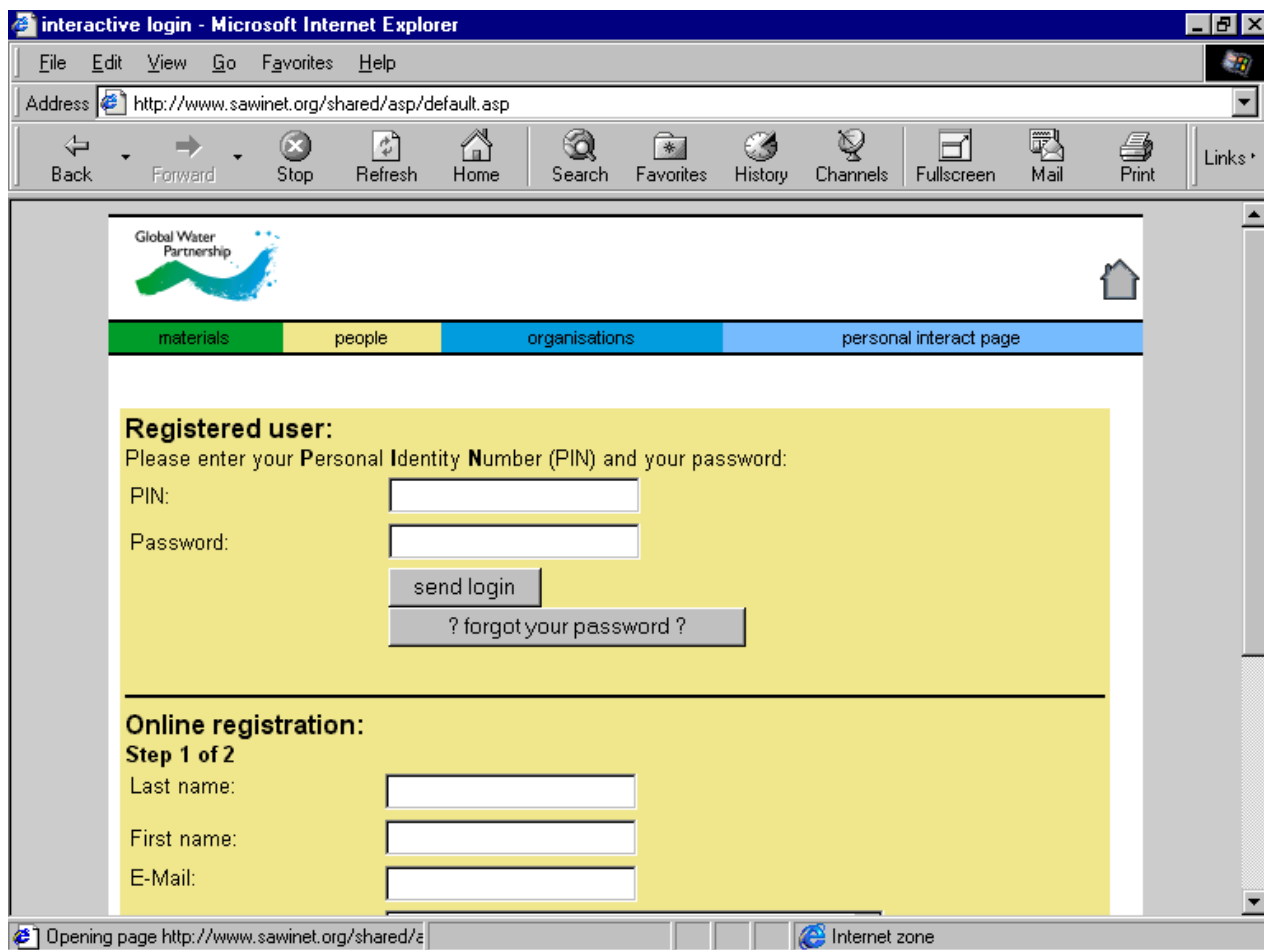 interactive login - Microsoft Internet Explorer
File Edit View Go Favorites Help
Address http://www.sawinet.org/shared/asp/default.asp
Back Forward Stop Refresh Home Search Favorites History Channels Fullscreen Mail Print Links
Global Water
Partnership
materials people organisations personal interact page
Registered user:
Please enter your Personal Identity Number (PIN) and your password:
PIN:
Password:
send login
? forgot your password ?
Online registration:
Step 1 of 2
Last name:
First name:
E-Mail:
Opening page http://www.sawinet.org/shared/a Internet zone